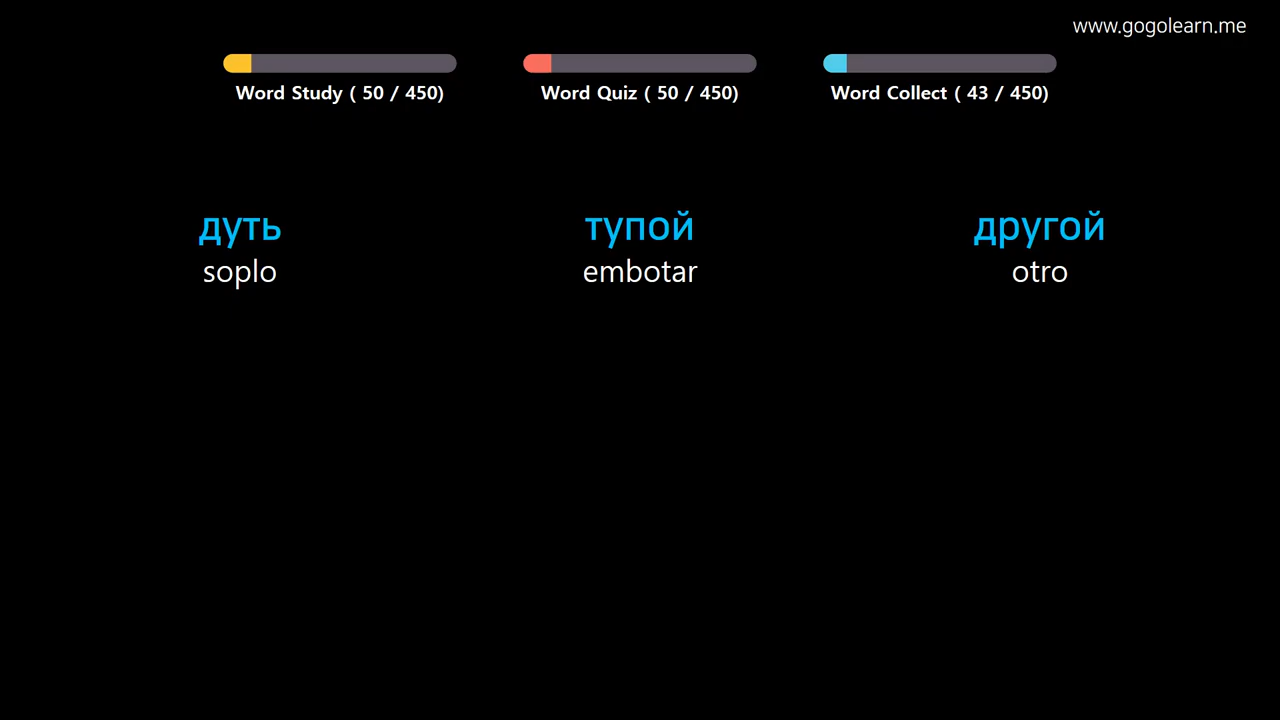 www.gogolearn.me
Word Study ( 50 / 450) Word Quiz ( 50 / 450) Word Collect ( 43 / 450)
дуть тупой другой
soplo embotar otro